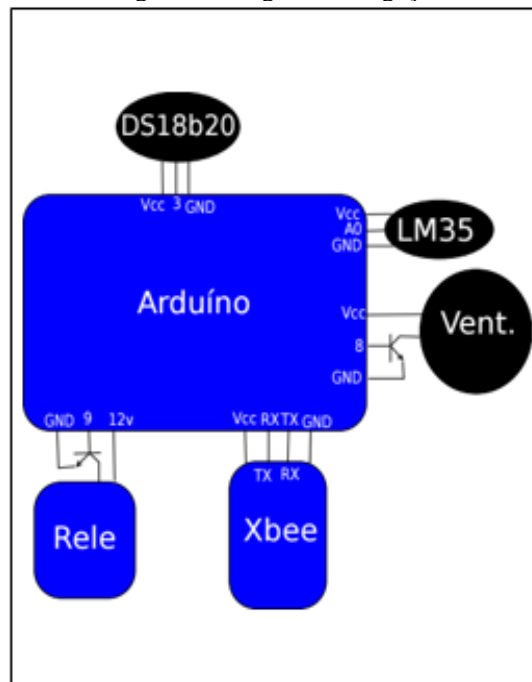 DS18b20
Vcc 3 GND
Vcc
A0
GND
LM35
Arduíno
Vcc
8
GND
Vent.
GND 9 12v
Vcc RX TX GND
TX RX
Rele
Xbee